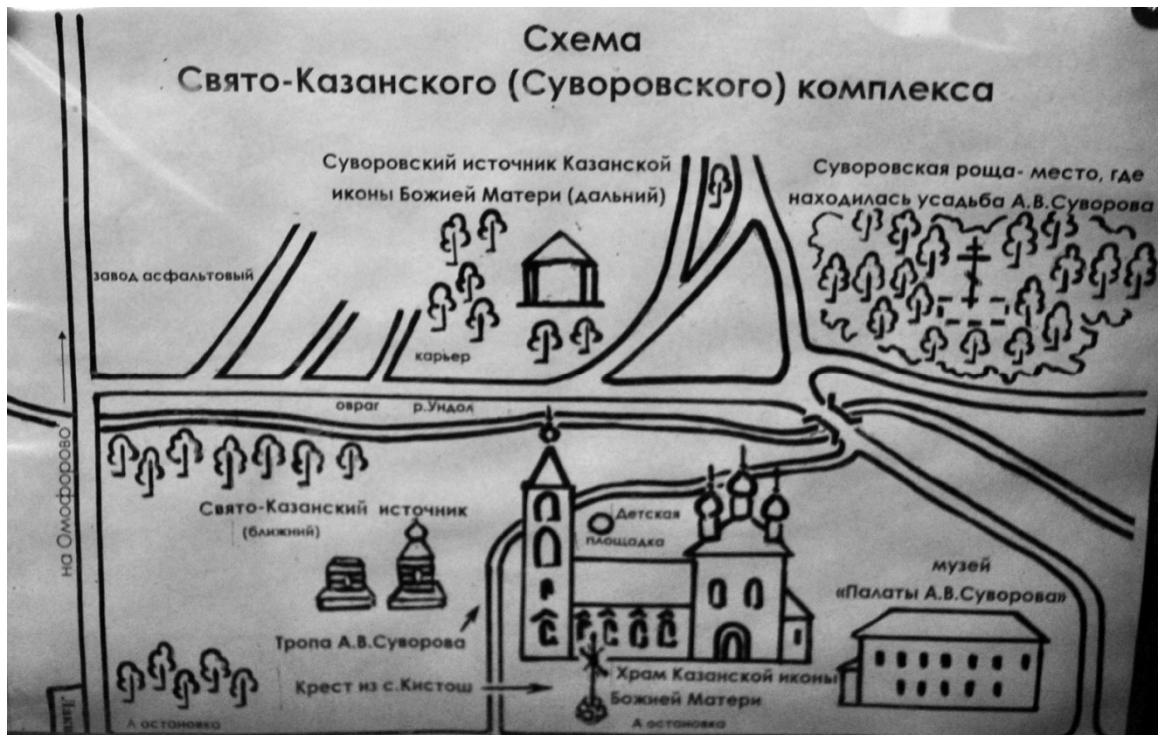 Схема
Свято-Казанского (Суворовского) комплекса
Суворовский источник Казанской
иконы Божией Матери (дальний)
Суворовская роща- место, где
находилась усадьба А.В.Суворова
завод асфальтовый
карьер
овраг р.Ундол
на Омофорово
Свято-Казанский источник
(ближний)
Детская
площадка
музей
«Палаты А.В.Суворова»
Тропа А.В.Суворова
Крест из с.Кистош
Храм Казанской иконы
Божией Матери
А остановка
А остановка